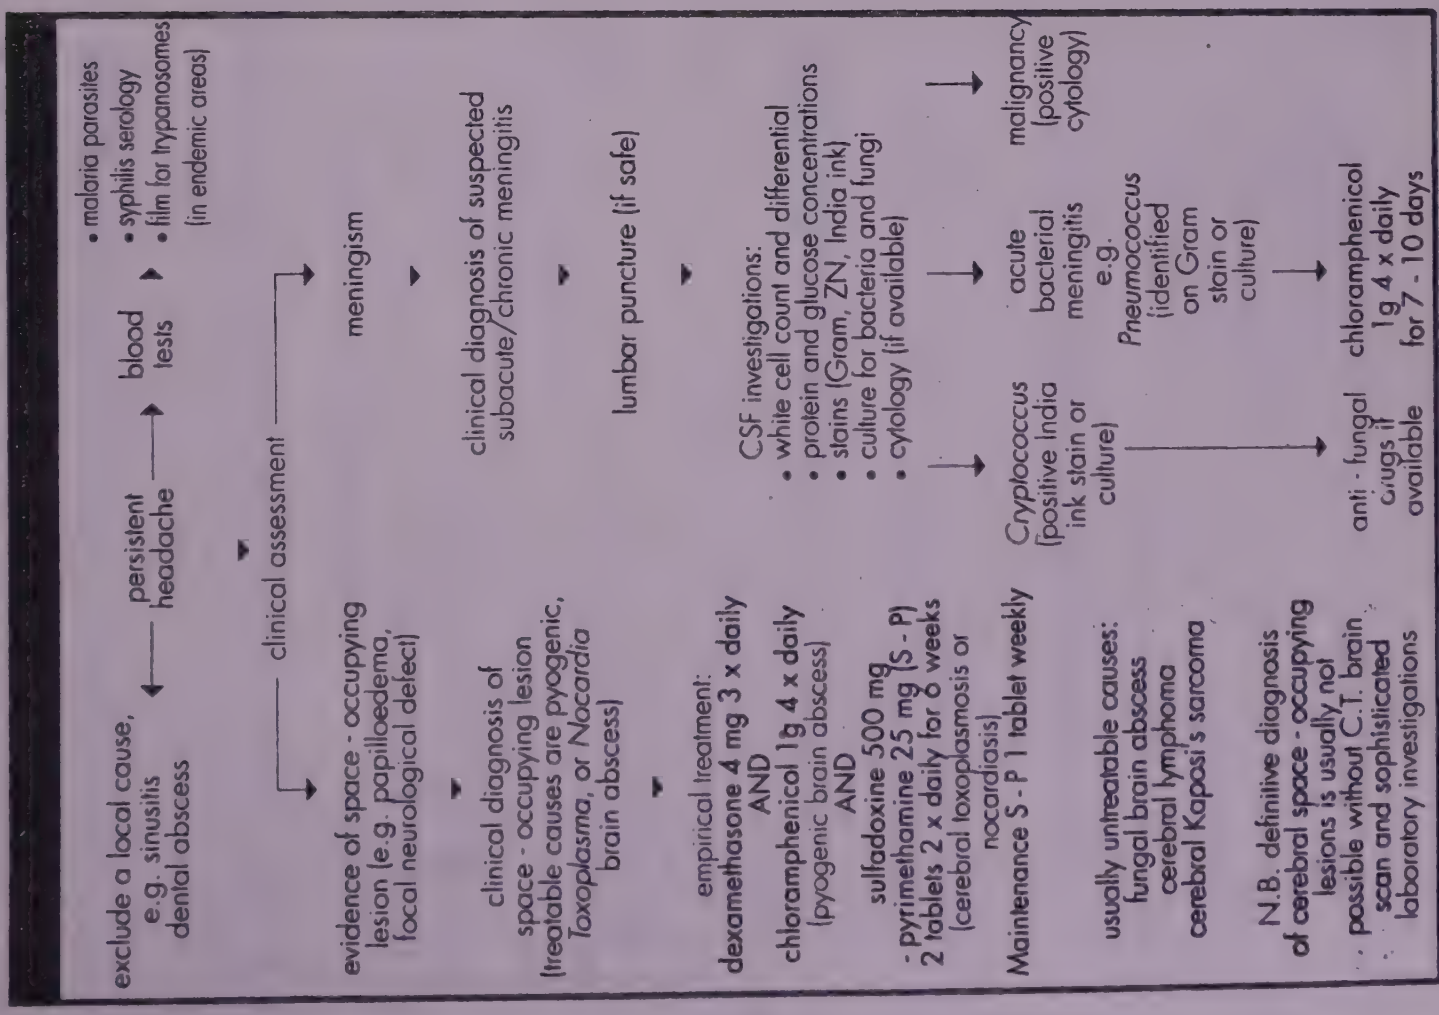 exclude a local cause,
e.g. sinusitis
dental abscess
persistent
headache
blood
tests
• malaria parasites
• syphilis serology
• film for trypanosomes
(in endemic areas)
clinical assessment
evidence of space - occupying
lesion (e.g. papilloedema,
focal neurological defect)
clinical diagnosis of
space - occupying lesion
(treatable causes are pyogenic,
Toxoplasma, or Nocardia
brain abscess)
empirical treatment:
dexamethasone 4 mg 3 x daily
AND
chloramphenicol 1g 4 x daily
(pyogenic brain abscess)
AND
sulfadoxine 500 mg
- pyrimethamine 25 mg (S - P)
2 tablets 2 x daily for 6 weeks
(cerebral toxoplasmosis or
nocardiasis)
Maintenance S - P 1 tablet weekly
usually untreatable causes:
fungal brain abscess
cerebral lymphoma
cerebral Kaposi's sarcoma
N.B. definitive diagnosis
of cerebral space - occupying
lesions is usually not
possible without C.T. brain
scan and sophisticated
laboratory investigations
meningism
clinical diagnosis of suspected
subacute/chronic meningitis
lumbar puncture (if safe)
CSF investigations:
• white cell count and differential
• protein and glucose concentrations
• stains (Gram, ZN, India ink)
• culture for bacteria and fungi
• cytology (if available)
Cryptococcus
(positive India
ink stain or
culture)
anti - fungal
drugs if
available
acute
bacterial
meningitis
e.g.
Pneumococcus
(identified
on Gram
stain or
culture)
chloramphenicol
1g 4 x daily
for 7 - 10 days
malignancy
(positive
cytology)